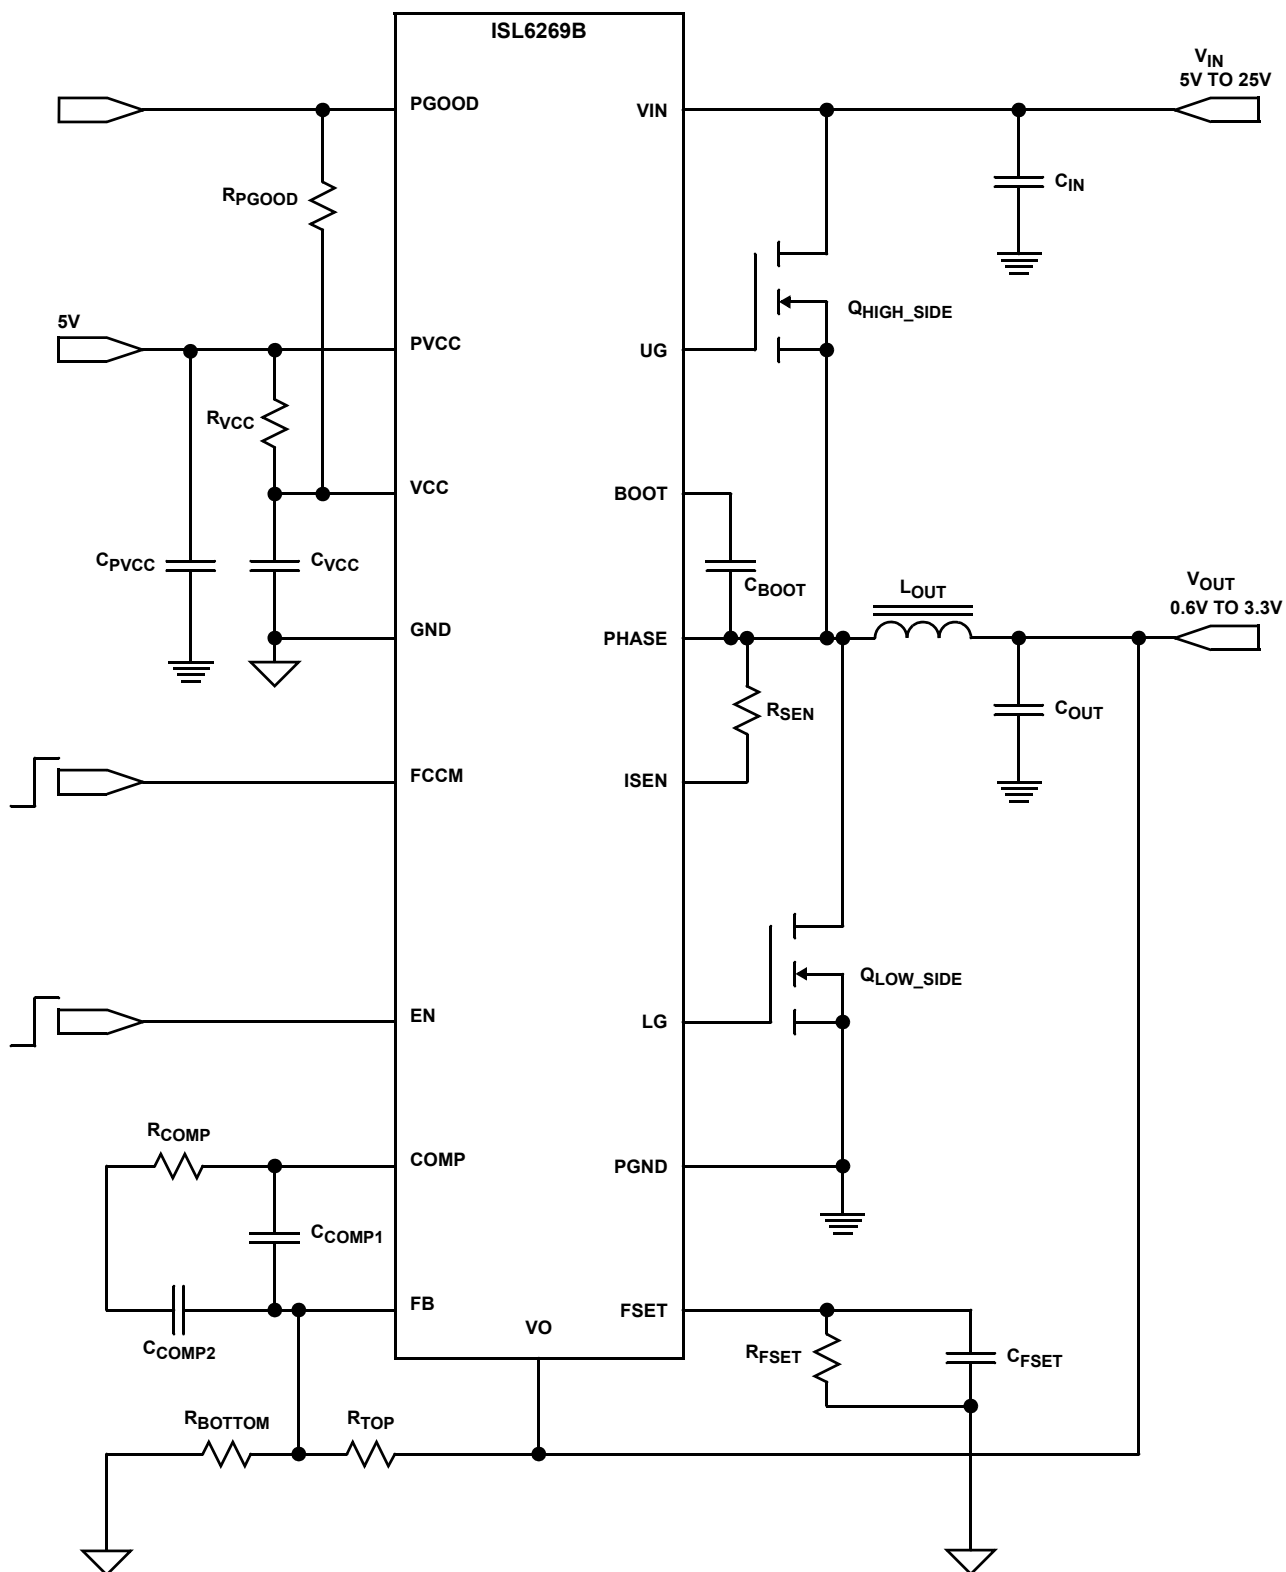 ISL6269B
VIN
5V TO 25V
PGOOD
VIN
RPGOOD
CIN
QHIGH_SIDE
5V
PVCC
UG
RVCC
VCC
BOOT
CPVCC
CVCC
CBOOT
LOUT
VOUT
0.6V TO 3.3V
GND
PHASE
RSEN
COUT
FCCM
ISEN
QLOW_SIDE
EN
LG
RCOMP
COMP
PGND
CCOMP1
FB
FSET
VO
CCOMP2
RFSET
CFSET
RBOTTOM
RTOP